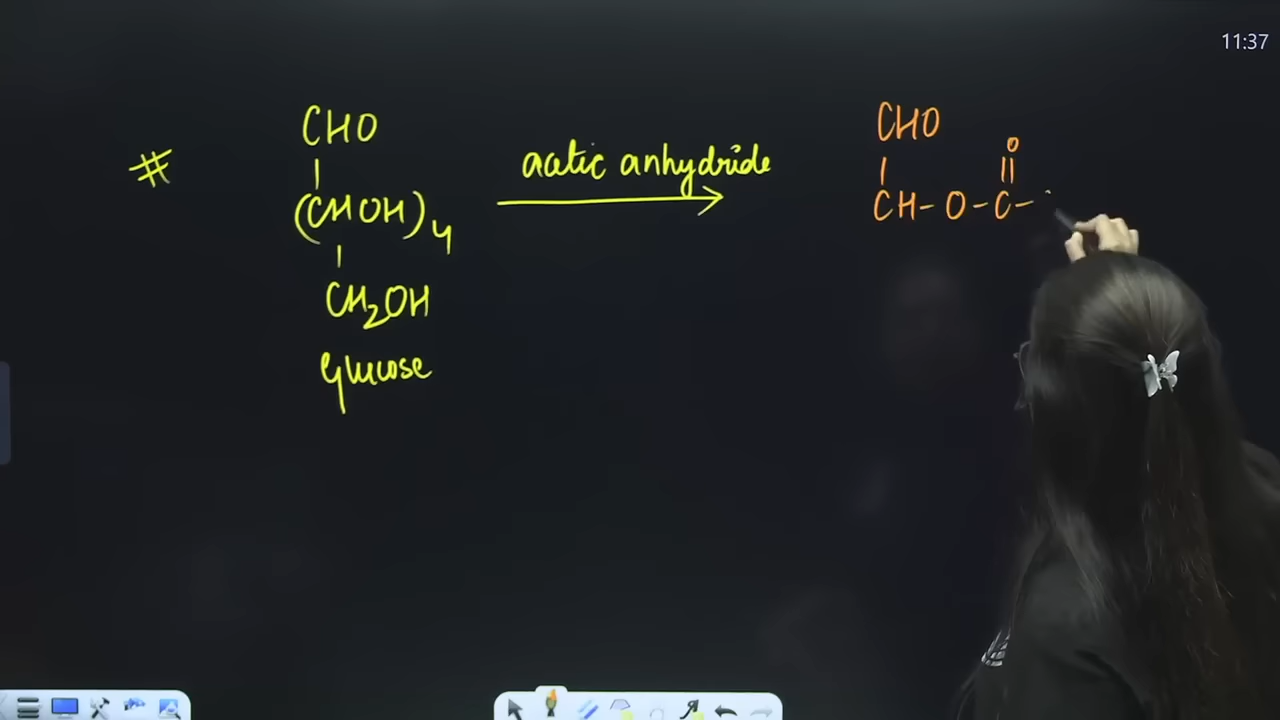 11:37
#
CHO
|
(CHOH)4
|
CH2OH
Glucose
acetic anhydride
CHO
|
O
||
CH-O-C-